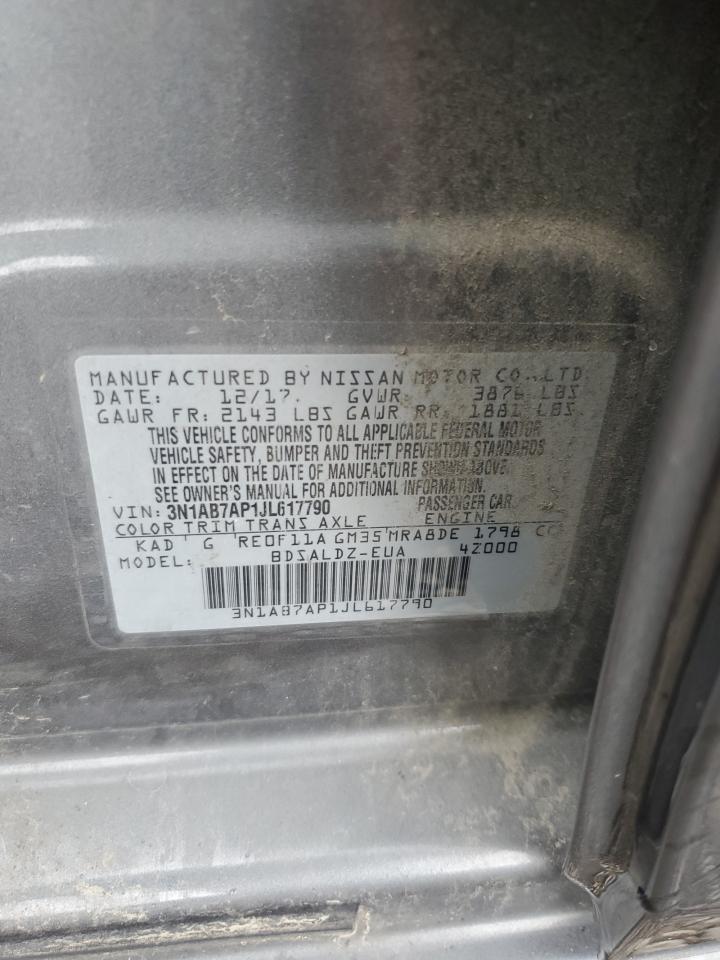 MANUFACTURED BY NISSAN MOTOR CO.,LTD.
DATE: 12/17. GVWR: 3876 LBS
GAWR FR: 2143 LBS GAWR RR: 1881 LBS
THIS VEHICLE CONFORMS TO ALL APPLICABLE FEDERAL MOTOR
VEHICLE SAFETY, BUMPER AND THEFT PREVENTION STANDARDS
IN EFFECT ON THE DATE OF MANUFACTURE SHOWN ABOVE.
SEE OWNER'S MANUAL FOR ADDITIONAL INFORMATION.
VIN: 3N1AB7AP1JL617790 PASSENGER CAR
COLOR TRIM TRANS AXLE ENGINE
KAD G RE0F11A GM35 MRA8DE 1798 CC
MODEL: BDSALDZ-EUA 4Z000
3N1AB7AP1JL617790